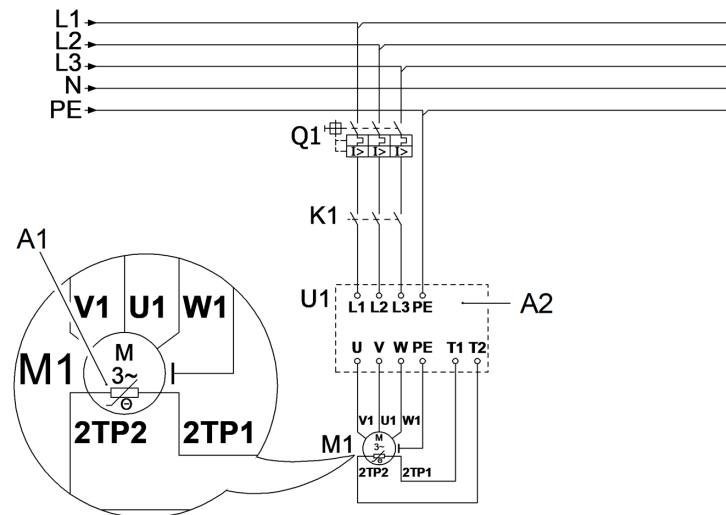 L1
L2
L3
N
PE
Q1
I> I> I>
K1
A1
U1
L1 L2 L3 PE
A2
V1 U1 W1
U V W PE T1 T2
M1
M
3~
Θ
2TP2 2TP1
V1 U1 W1
M1
M
3~
Θ
2TP2 2TP1